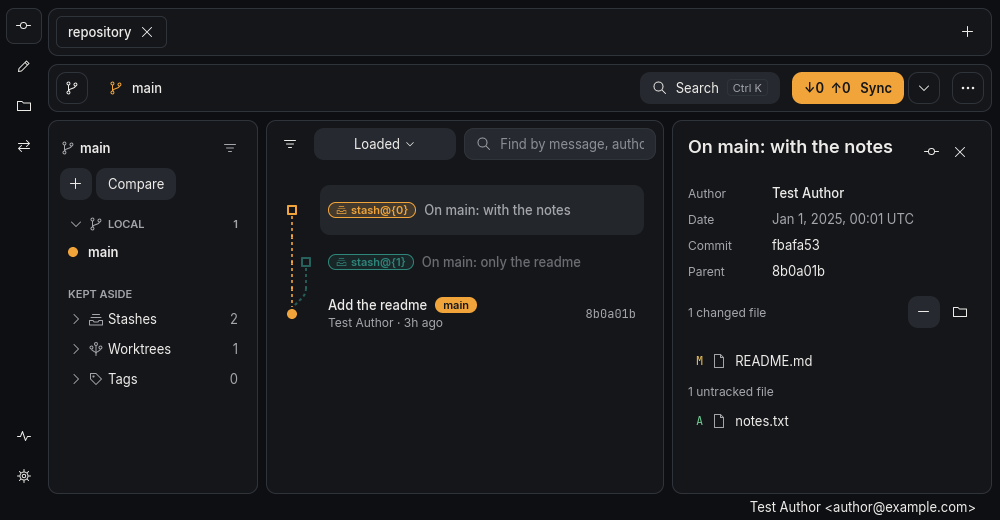 repository
main
Search Ctrl K
↓0 ↑0 Sync
main
Compare
LOCAL 1
main
KEPT ASIDE
Stashes 2
Worktrees 1
Tags 0
Loaded
Find by message, autho
stash@{0} On main: with the notes
stash@{1} On main: only the readme
Add the readme main
Test Author · 3h ago 8b0a01b
On main: with the notes
Author Test Author
Date Jan 1, 2025, 00:01 UTC
Commit fbafa53
Parent 8b0a01b
1 changed file
M README.md
1 untracked file
A notes.txt
Test Author <author@example.com>